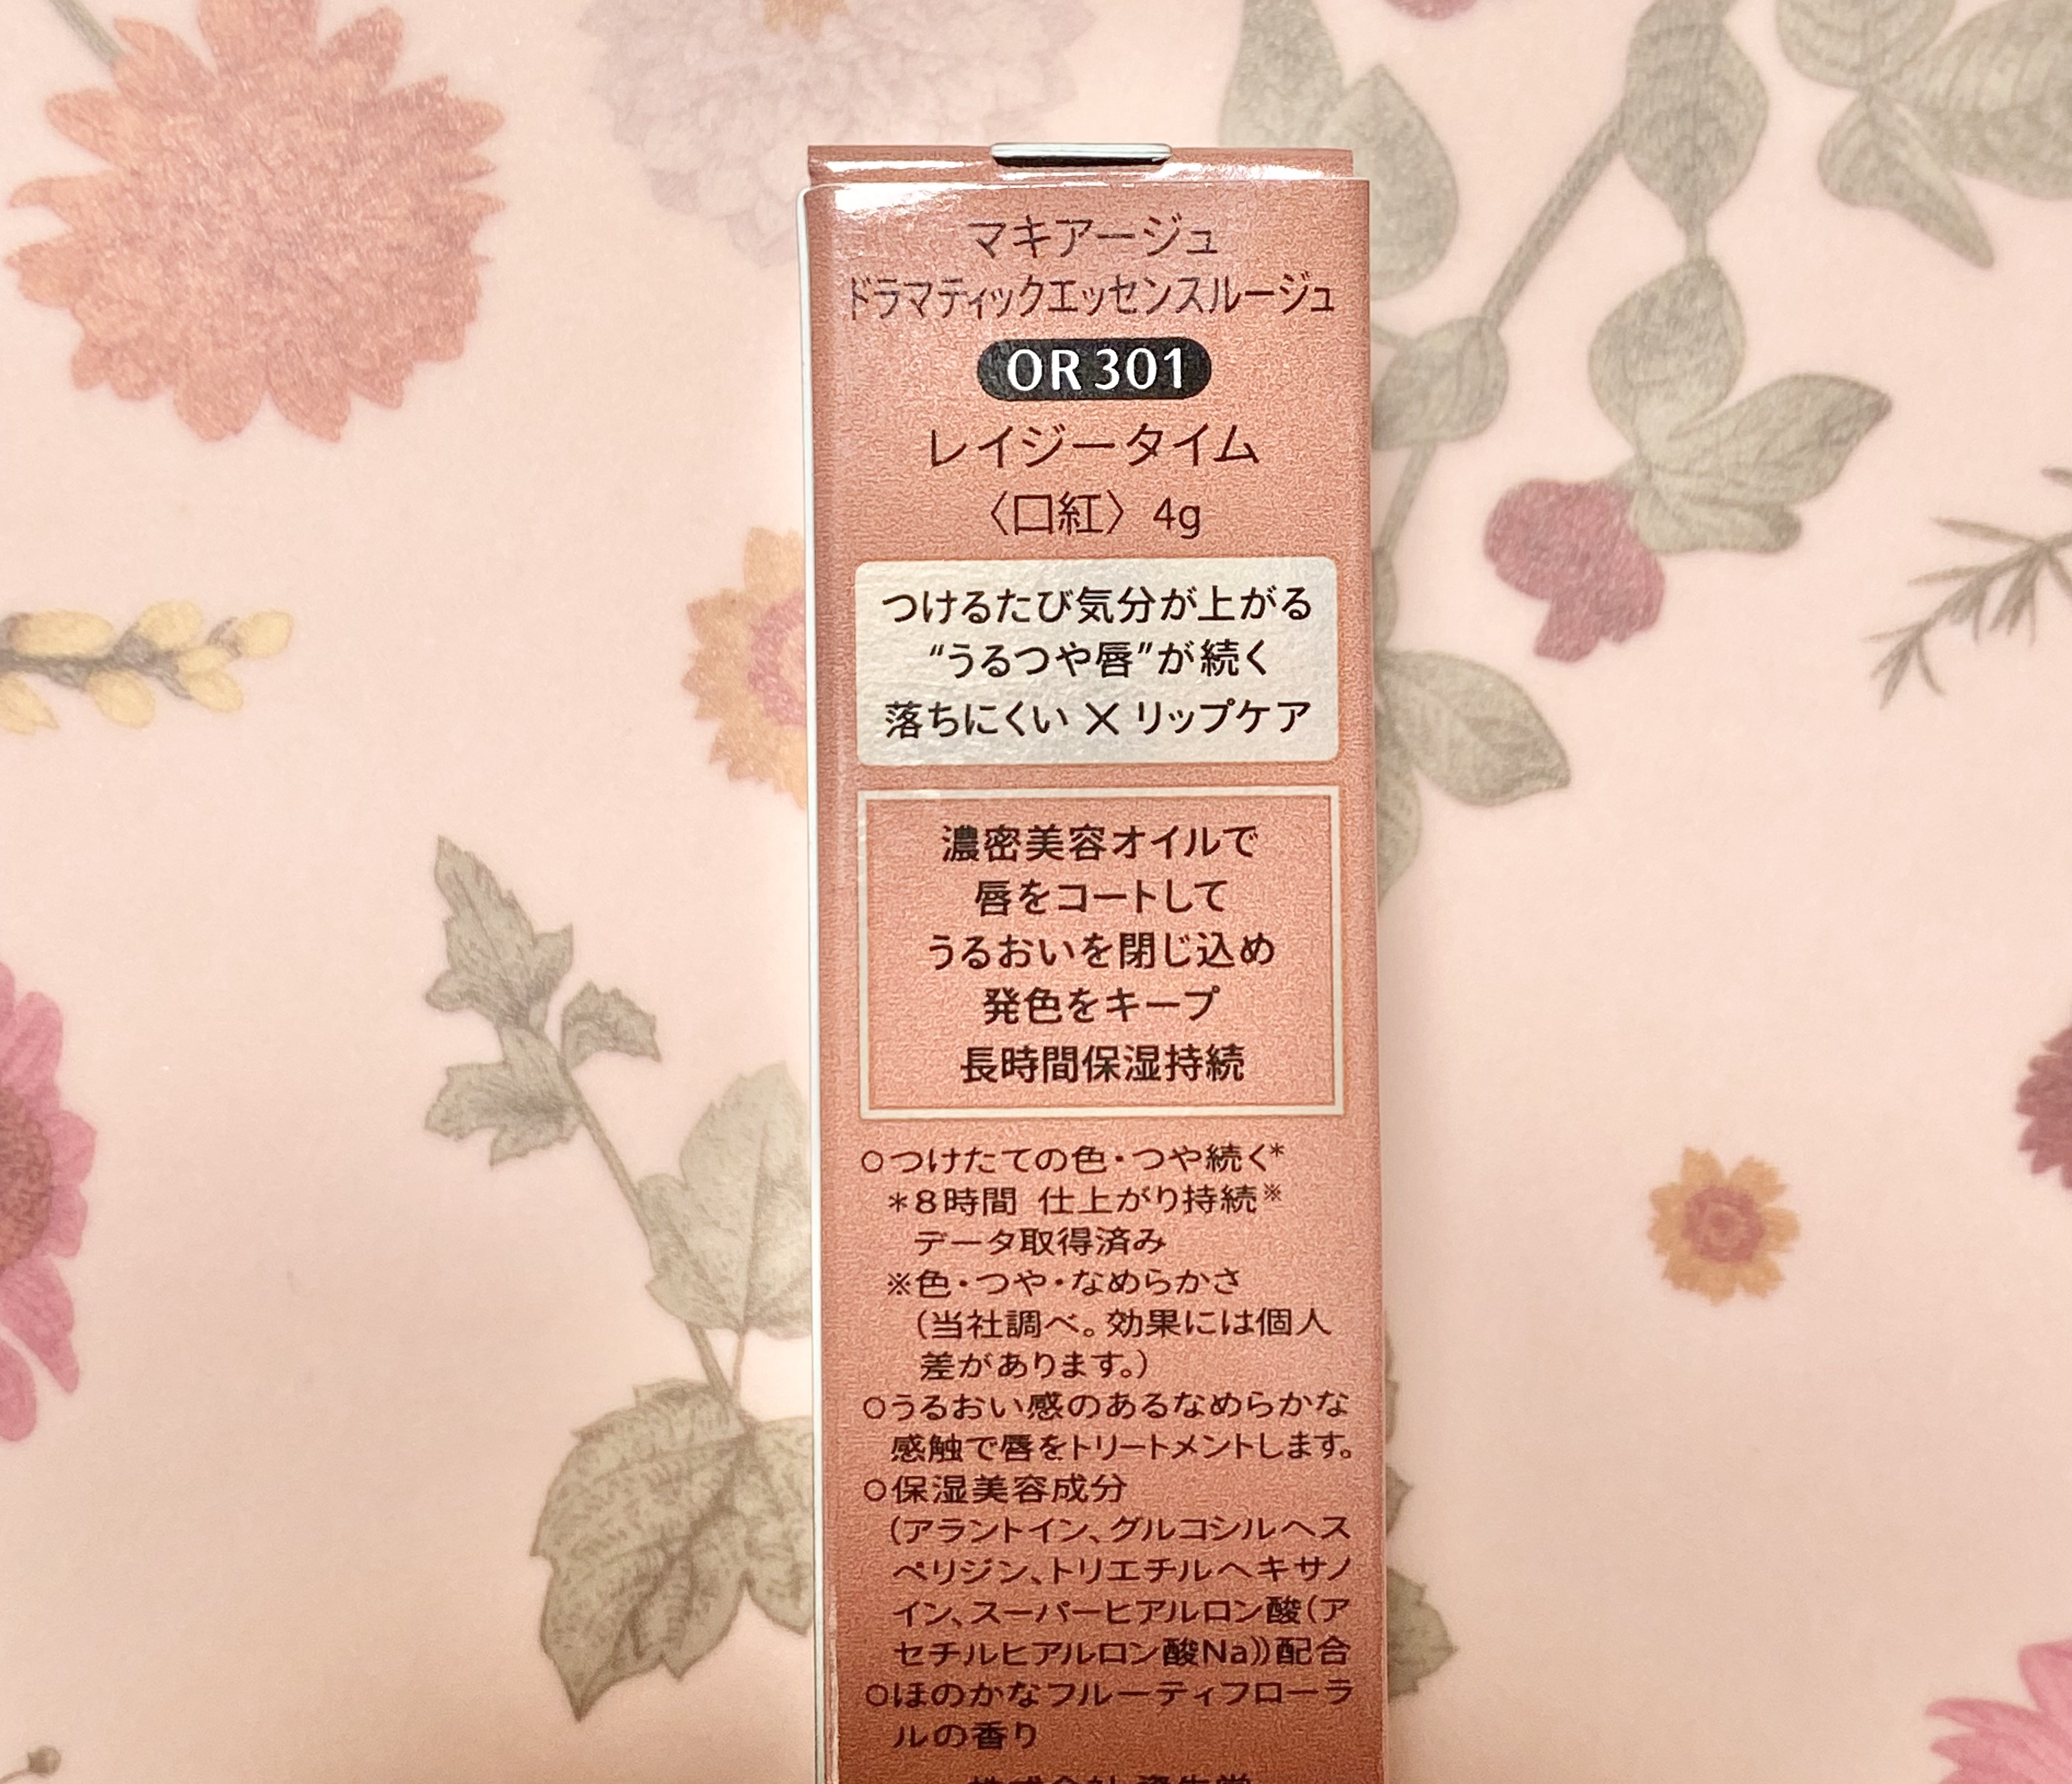 マキアージュ
ドラマティックエッセンスルージュ
OR301
レイジータイム
〈口紅〉4g
つけるたび気分が上がる
“うるつや唇”が続く
落ちにくい×リップケア
濃密美容オイルで
唇をコートして
うるおいを閉じ込め
発色をキープ
長時間保湿持続
○つけたての色・つや続く*
*8時間 仕上がり持続※
データ取得済み
※色・つや・なめらかさ
(当社調べ。効果には個人
差があります。)
○うるおい感のあるなめらかな
感触で唇をトリートメントします。
○保湿美容成分
(アラントイン、グルコシルヘス
ペリジン、トリエチルヘキサノ
イン、スーパーヒアルロン酸(ア
セチルヒアルロン酸Na))配合
○ほのかなフルーティフローラ
ルの香り